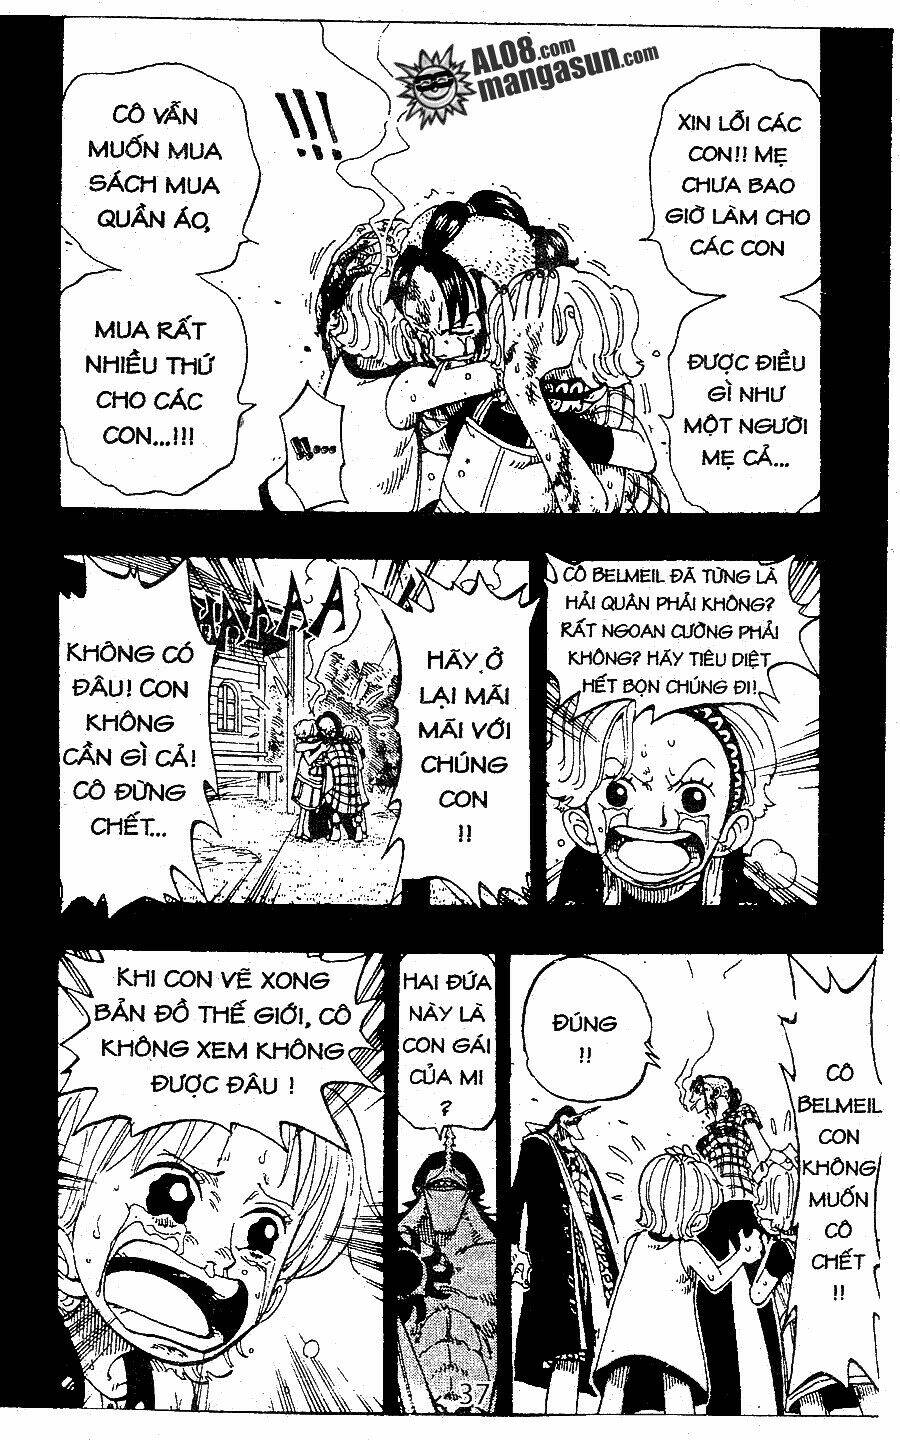 AL08.com
mangasun.com
XIN LỖI CÁC
CON!! MẸ
CHƯA BAO
GIỜ LÀM CHO
CÁC CON
ĐƯỢC ĐIỀU
GÌ NHƯ
MỘT NGƯỜI
MẸ CẢ...
!!!
CÔ VẪN
MUỐN MUA
SÁCH MUA
QUẦN ÁO,
MUA RẤT
NHIỀU THỨ
CHO CÁC
CON...!!!
!!...
CÔ BELMEIL ĐÃ TỪNG LÀ
HẢI QUÂN PHẢI KHÔNG?
RẤT NGOAN CƯỜNG PHẢI
KHÔNG? HÃY TIÊU DIỆT
HẾT BỌN CHÚNG ĐI!
HÃY Ở
LẠI MÃI
MÃI VỚI
CHÚNG
CON
!!
KHÔNG CÓ
ĐÂU! CON
KHÔNG
CẦN GÌ CẢ!
CÔ ĐỪNG
CHẾT...
CÔ
BELMEIL
CON
KHÔNG
MUỐN
CÔ
CHẾT
!!
ĐÚNG
!!
HAI ĐỨA
NÀY LÀ
CON GÁI
CỦA MI
?
KHI CON VẼ XONG
BẢN ĐỒ THẾ GIỚI, CÔ
KHÔNG XEM KHÔNG
ĐƯỢC ĐÂU !
37